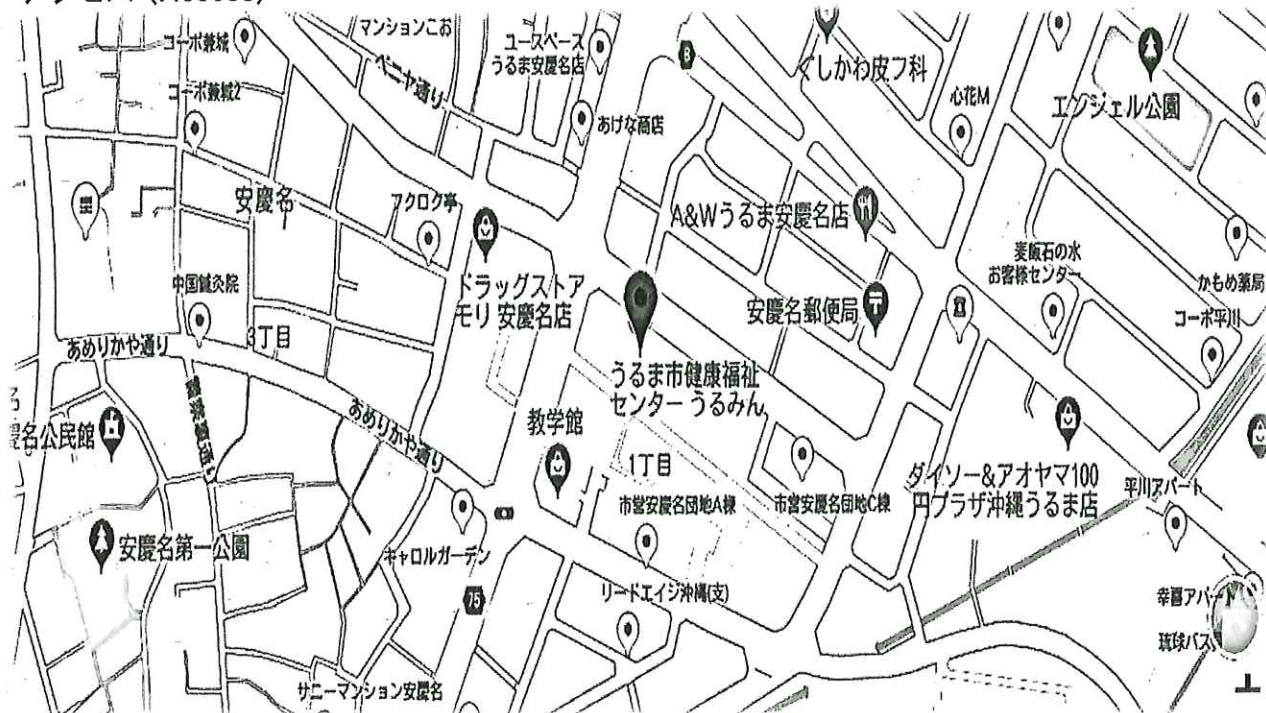 マンションこお
コーポ兼城
ユースペース
うるま安慶名店
8
ぐしかわ皮フ科
ベニヤ通り
心花M
エンジェル公園
コーポ兼城2
あげな商店
安慶名
アクロク亭
A&Wうるま安慶名店
麦飯石の水
お客様センター
かもめ薬局
中国鍼灸院
ドラッグストア
モリ 安慶名店
安慶名郵便局
コーポ平川
3丁目
あめりかや通り
うるま市健康福祉
センター うるみん
あめりかや通り
慶名公民館
教学館
1丁目
ダイソー&アオヤマ100
円プラザ沖縄うるま店
平川アパート
市営安慶名団地A棟
市営安慶名団地C棟
安慶名第一公園
キャロルガーデン
75
リードエイジ沖縄(支)
幸喜アパート
琉球バス
サニーマンション安慶名